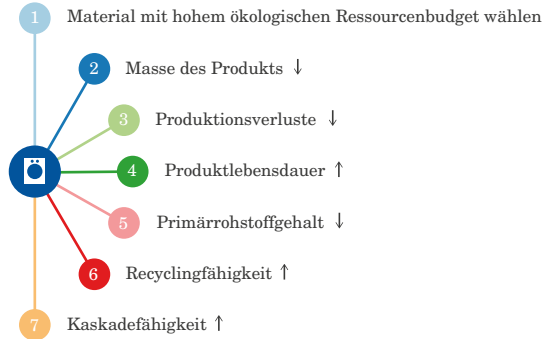 1 Material mit hohem ökologischen Ressourcenbudget wählen
2 Masse des Produkts ↓
3 Produktionsverluste ↓
4 Produktlebensdauer ↑
5 Primärrohstoffgehalt ↓
6 Recyclingfähigkeit ↑
7 Kaskadefähigkeit ↑